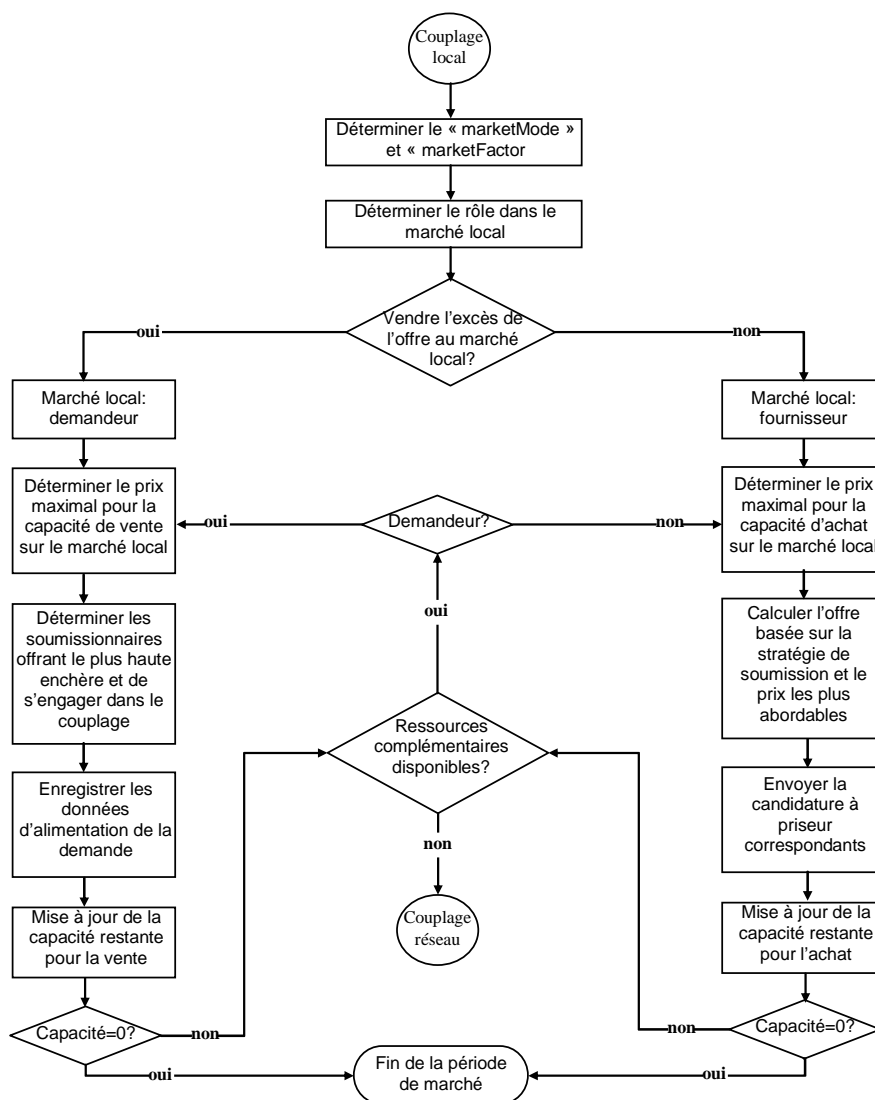 Couplage
local
Déterminer le « marketMode »
et « marketFactor
Déterminer le rôle dans le
marché local
Vendre l'excès de
l'offre au marché
local?
oui
non
Marché local:
demandeur
Marché local:
fournisseur
Déterminer le prix
maximal pour la
capacité de vente
sur le marché local
oui
Demandeur?
non
Déterminer le prix
maximal pour la
capacité d'achat
sur le marché local
oui
Déterminer les
soumissionnaires
offrant le plus haute
enchère et de
s'engager dans le
couplage
Calculer l'offre
basée sur la
stratégie de
soumission et le
prix les plus
abordables
Ressources
complémentaires
disponibles?
Enregistrer les
données
d'alimentation de la
demande
Envoyer la
candidature à
priseur
correspondants
non
Couplage
réseau
Mise à jour de la
capacité restante
pour la vente
Mise à jour de la
capacité restante
pour l'achat
Capacité=0?
non
non
Capacité=0?
oui
Fin de la période
de marché
oui